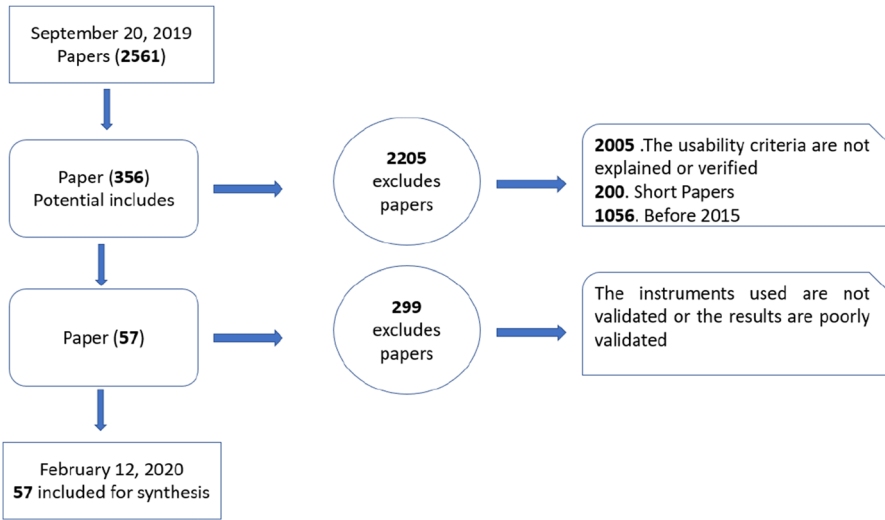 September 20, 2019
Papers (2561)
Paper (356)
Potential includes
2205
excludes
papers
2005 .The usability criteria are not
explained or verified
200. Short Papers
1056. Before 2015
Paper (57)
299
excludes
papers
The instruments used are not
validated or the results are poorly
validated
February 12, 2020
57 included for synthesis